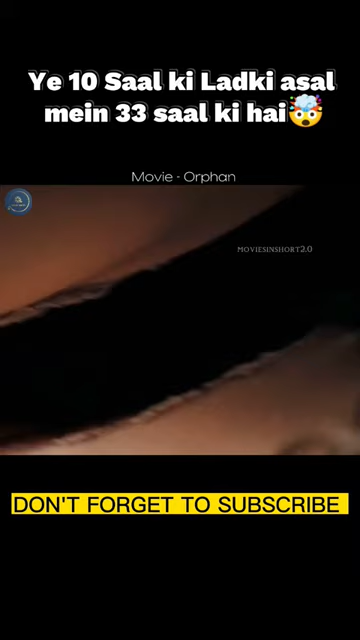 Ye 10 Saal ki Ladki asal
mein 33 saal ki hai🤯
Movie - Orphan
MOVIESINSHORT2.0
DON'T FORGET TO SUBSCRIBE